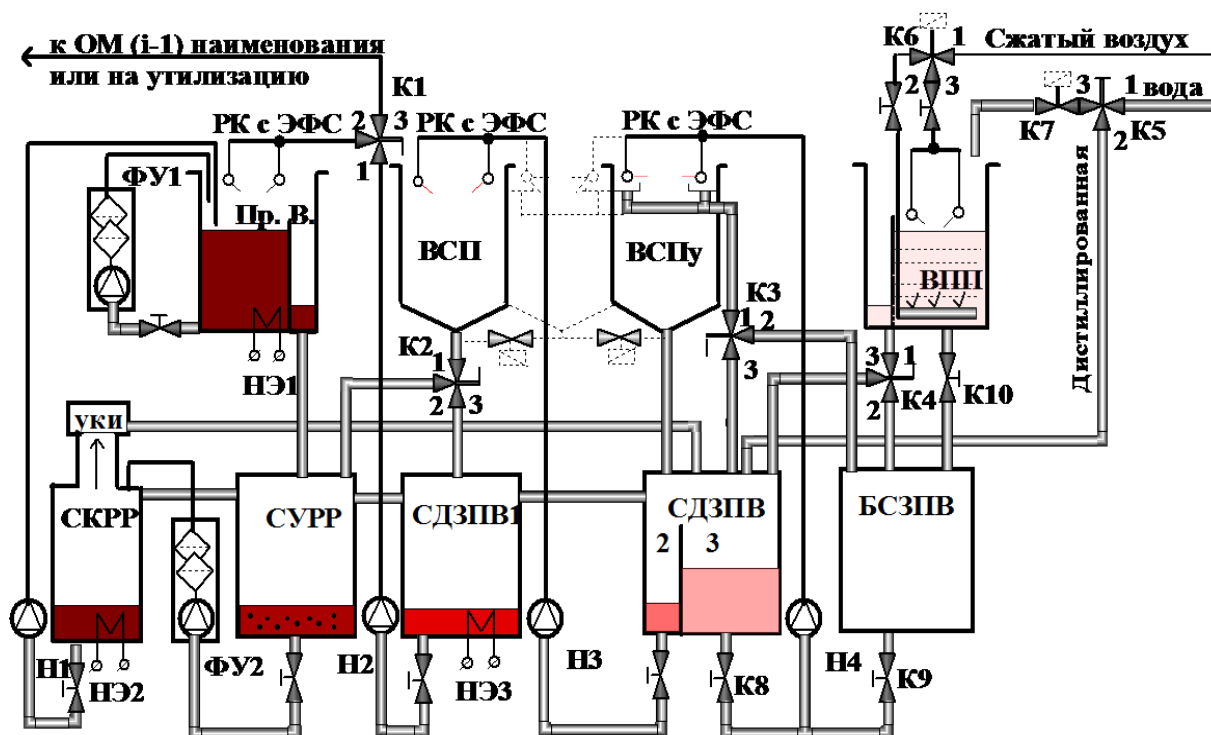 к ОМ (i-1) наименования
или на утилизацию
К1
2
3
1
РК с ЭФС
РК с ЭФС
РК с ЭФС
К6
1
2
3
Сжатый воздух
3
1
вода
К7
2
К5
ФУ1
Пр. В.
ВСП
ВСПу
ВПП
Дистиллированная
НЭ1
К2
1
2
3
К3
1
2
3
3
1
2
К4
К10
уки
СКРР
СУРР
СДЗПВ1
СДЗПВ
2
3
БСЗПВ
Н1
НЭ2
ФУ2
Н2
НЭ3
Н3
К8
Н4
К9